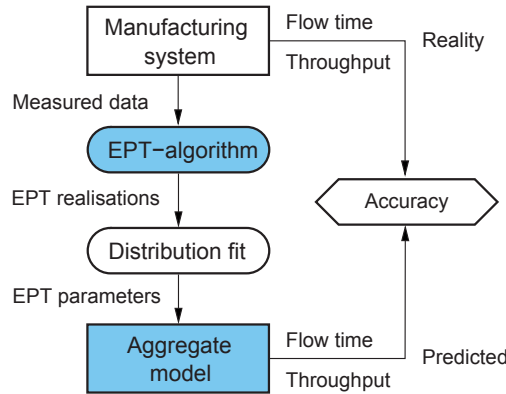 Manufacturing
system
Flow time
Throughput
Reality
Measured data
EPT-algorithm
EPT realisations
Accuracy
Distribution fit
EPT parameters
Aggregate
model
Flow time
Throughput
Predicted